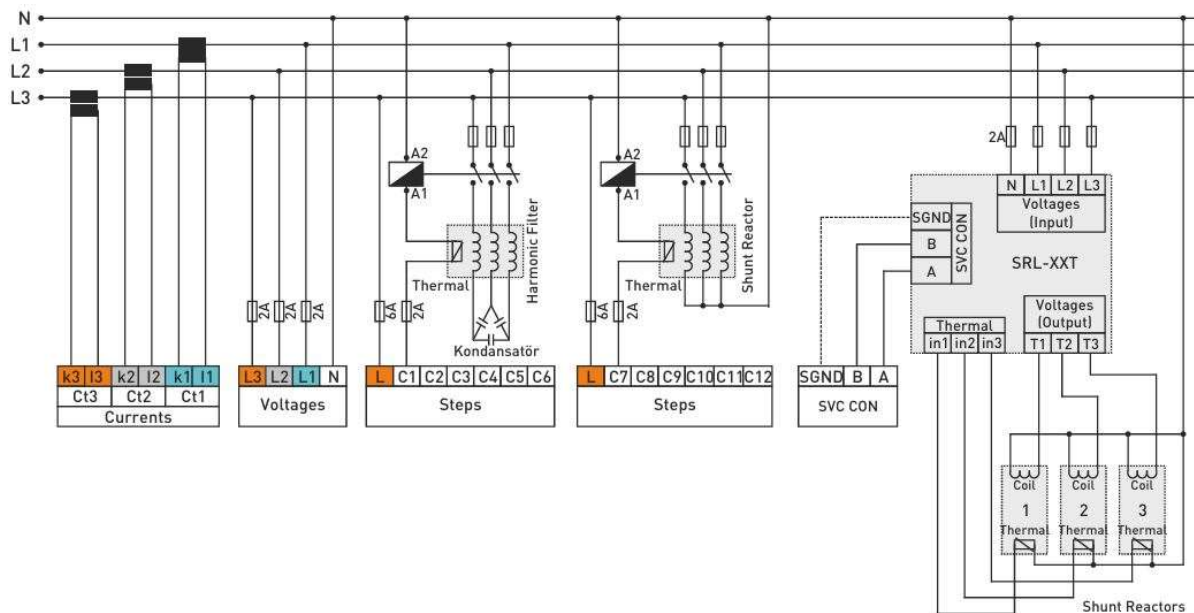 N
L1
L2
L3
A2
A1
Thermal
Harmonic Filter
Kondansatör
A2
A1
Thermal
Shunt Reactor
2A
2A
2A
6A
2A
6A
2A
2A
N L1 L2 L3
Voltages
(Input)
SGND
B
A
SVC CON
SRL-XXT
Voltages
(Output)
T1 T2 T3
Thermal
in1 in2 in3
k3 l3 k2 l2 k1 l1
Ct3 Ct2 Ct1
Currents
L3 L2 L1 N
Voltages
L C1 C2 C3 C4 C5 C6
Steps
L C7 C8 C9 C10 C11 C12
Steps
SGND B A
SVC CON
Coil Coil Coil
1 2 3
Thermal Thermal Thermal
Shunt Reactors